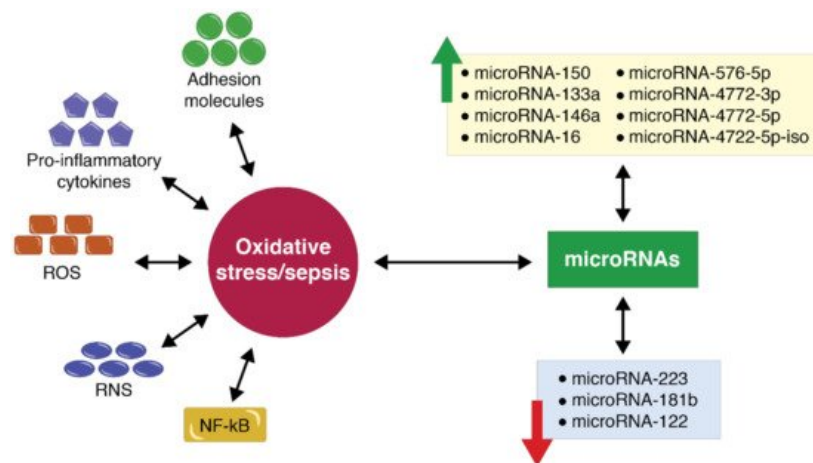 Adhesion
molecules
Pro-inflammatory
cytokines
ROS
RNS
NF-kB
Oxidative
stress/sepsis
• microRNA-150
• microRNA-133a
• microRNA-146a
• microRNA-16
• microRNA-576-5p
• microRNA-4772-3p
• microRNA-4772-5p
• microRNA-4722-5p-iso
microRNAs
• microRNA-223
• microRNA-181b
• microRNA-122